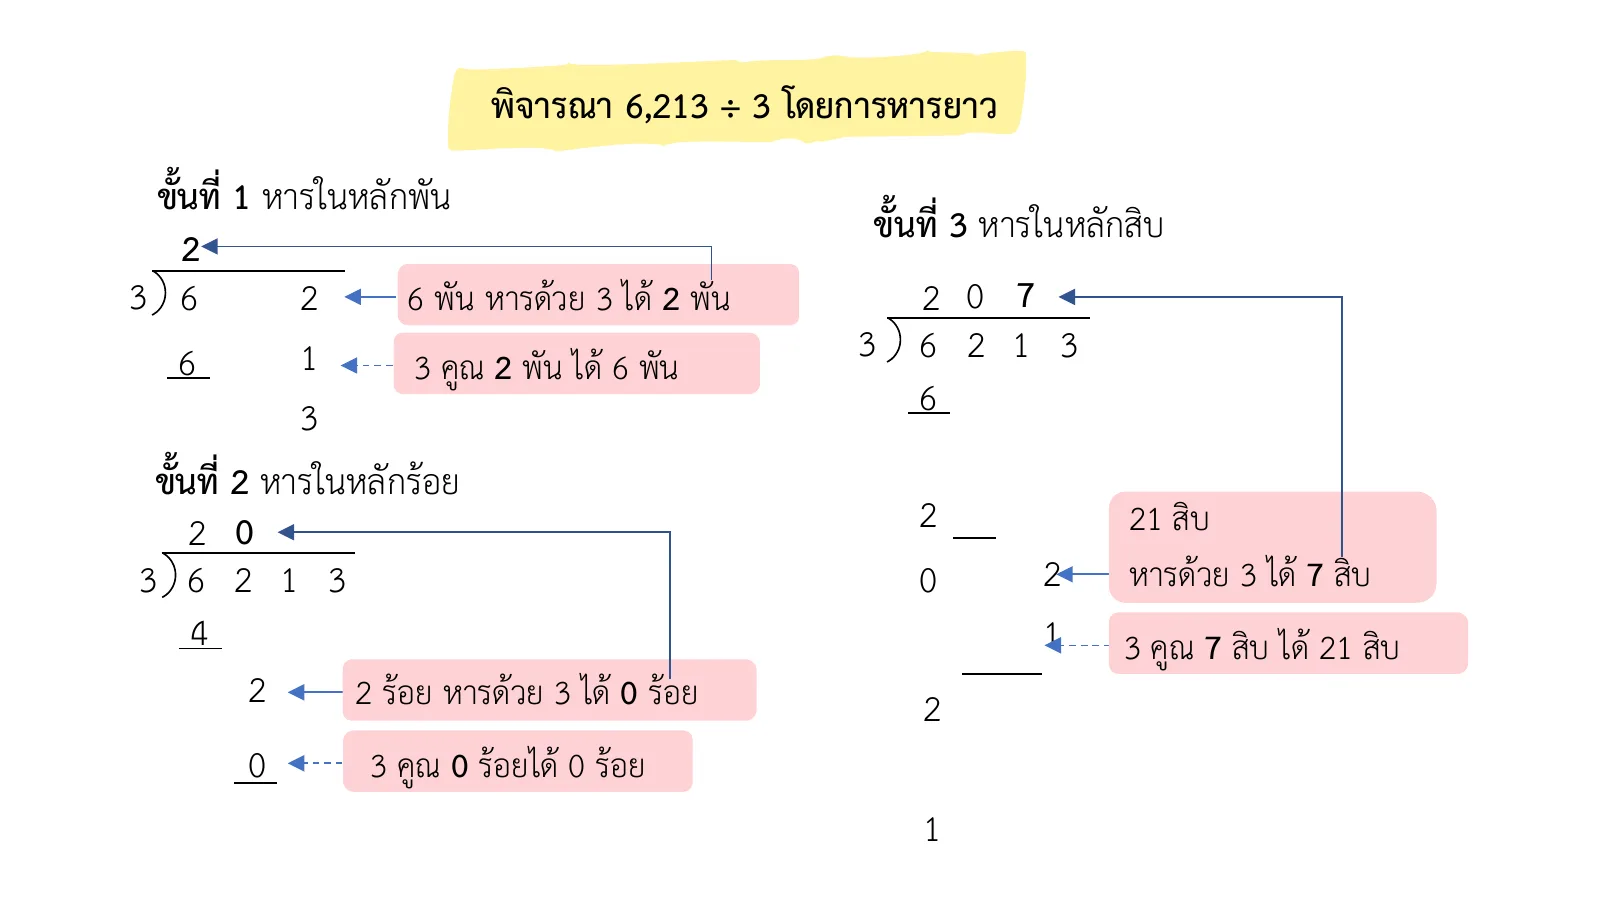 พิจารณา 6,213 ÷ 3 โดยการหารยาว
ขั้นที่ 1 หารในหลักพัน
2
3 6 2
6 พัน หารด้วย 3 ได้ 2 พัน
6 1
3 คูณ 2 พัน ได้ 6 พัน
3
ขั้นที่ 2 หารในหลักร้อย
2 0
3 6 2 1 3
4
2
2 ร้อย หารด้วย 3 ได้ 0 ร้อย
0
3 คูณ 0 ร้อยได้ 0 ร้อย
ขั้นที่ 3 หารในหลักสิบ
2 0 7
3 6 2 1 3
6
2
21 สิบ
0 2
หารด้วย 3 ได้ 7 สิบ
1
3 คูณ 7 สิบ ได้ 21 สิบ
2
1